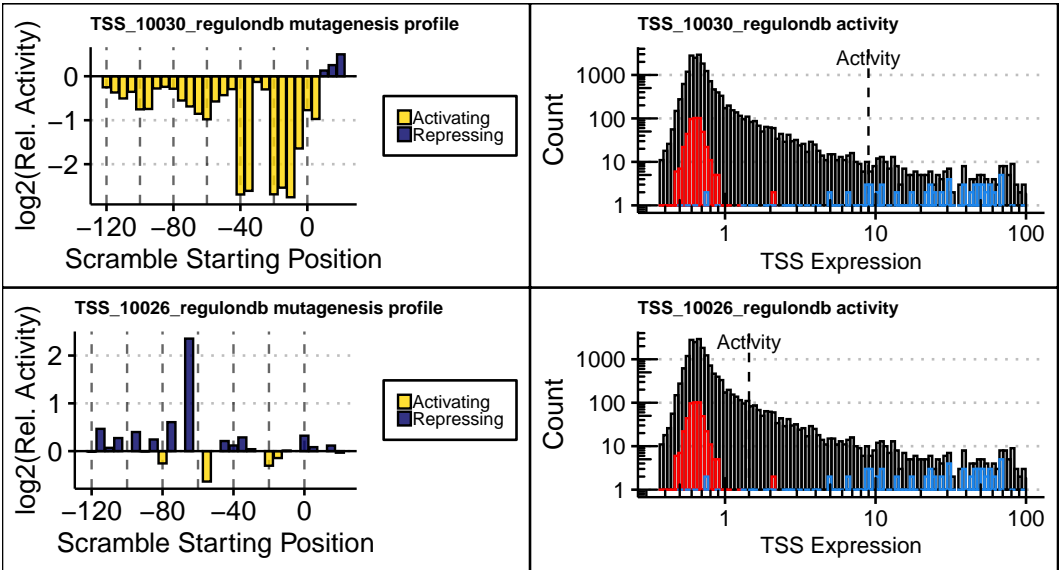 TSS_10030_regulondb mutagenesis profile
log2(Rel. Activity)
0
−1
−2
−120
−80
−40
0
Scramble Starting Position
Activating
Repressing
TSS_10030_regulondb activity
Activity
Count
1000
100
10
1
1
10
100
TSS Expression
TSS_10026_regulondb mutagenesis profile
log2(Rel. Activity)
2
1
0
−120
−80
−40
0
Scramble Starting Position
Activating
Repressing
TSS_10026_regulondb activity
Activity
Count
1000
100
10
1
1
10
100
TSS Expression